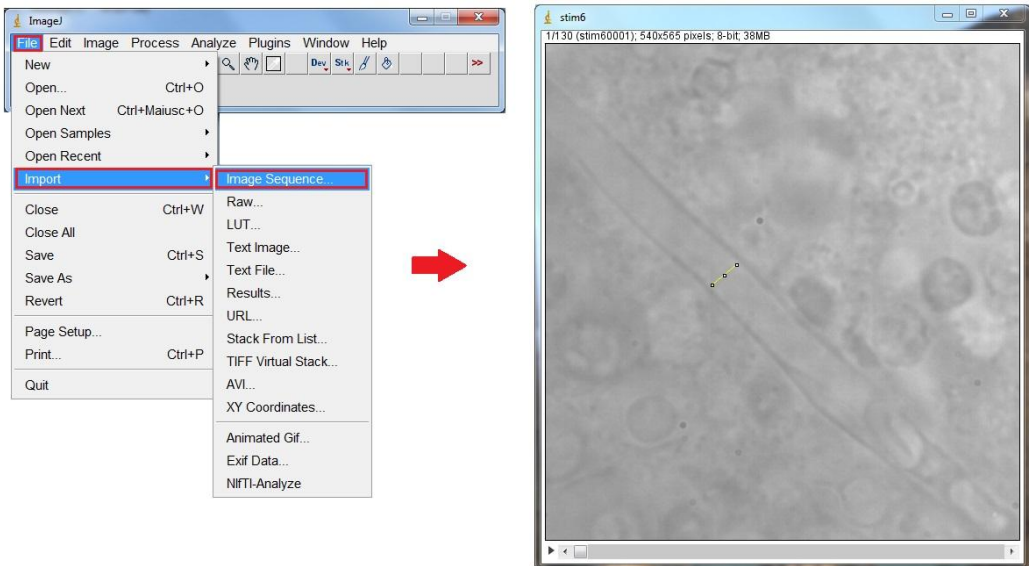 ImageJ
File Edit Image Process Analyze Plugins Window Help
Dev Stk >>
New
Open... Ctrl+O
Open Next Ctrl+Maiusc+O
Open Samples
Open Recent
Import
Close Ctrl+W
Close All
Save Ctrl+S
Save As
Revert Ctrl+R
Page Setup...
Print... Ctrl+P
Quit
Image Sequence...
Raw...
LUT...
Text Image...
Text File...
Results...
URL...
Stack From List...
TIFF Virtual Stack...
AVI...
XY Coordinates...
Animated Gif...
Exif Data...
NIfTI-Analyze
stim6
1/130 (stim60001); 540x565 pixels; 8-bit; 38MB